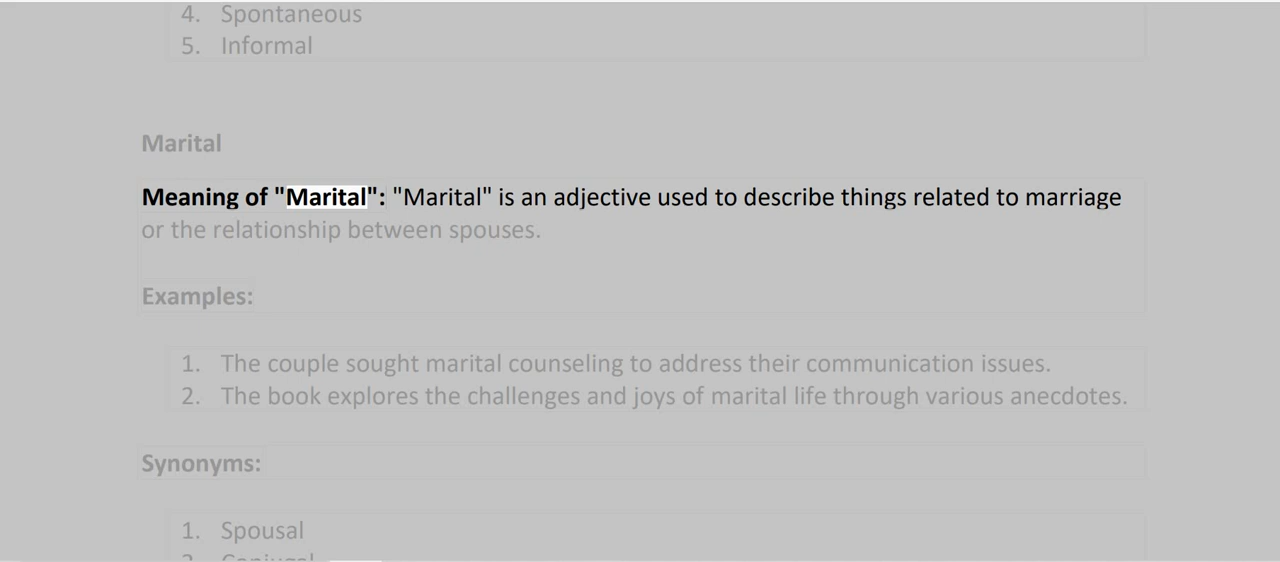 4. Spontaneous
5. Informal
Marital
Meaning of "Marital": "Marital" is an adjective used to describe things related to marriage
or the relationship between spouses.
Examples:
1. The couple sought marital counseling to address their communication issues.
2. The book explores the challenges and joys of marital life through various anecdotes.
Synonyms:
1. Spousal
2. Conjugal